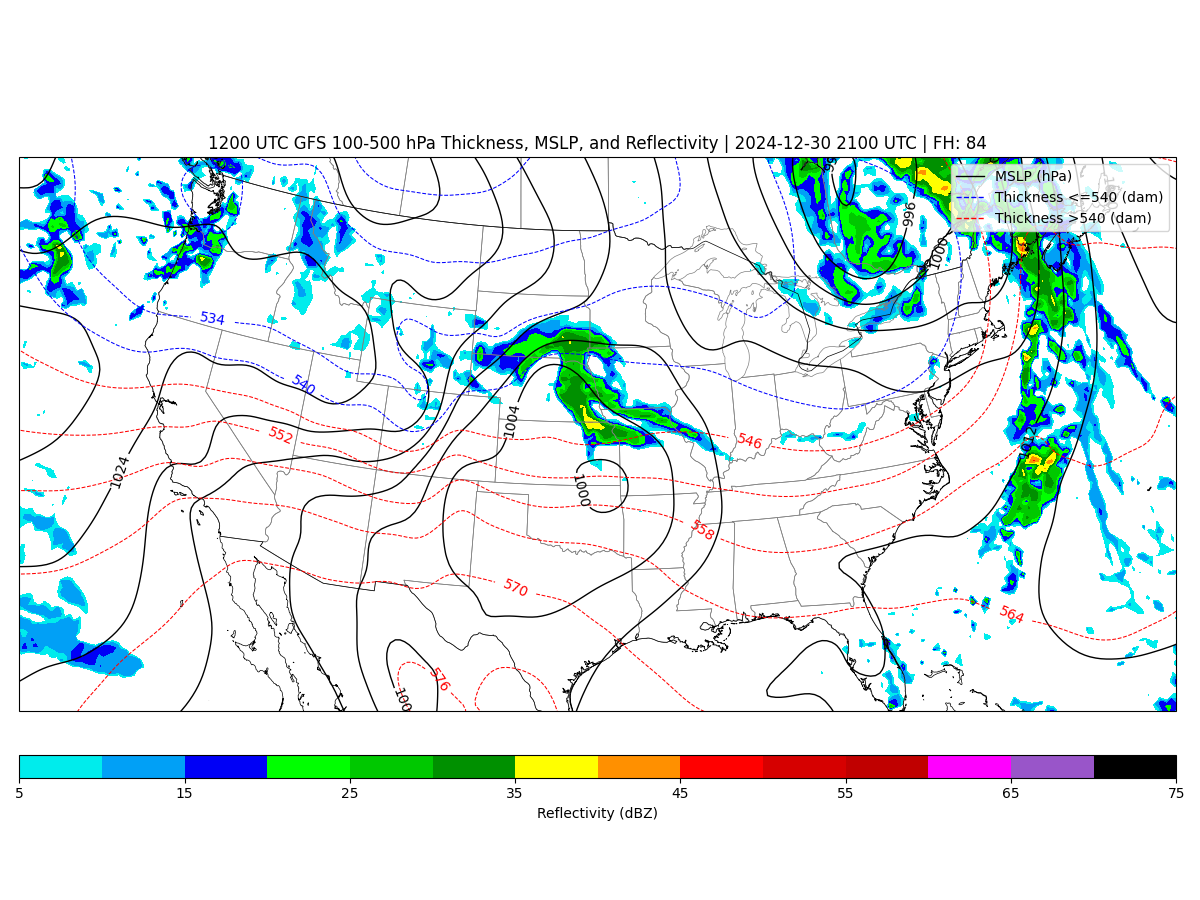 1200 UTC GFS 100-500 hPa Thickness, MSLP, and Reflectivity | 2024-12-30 2100 UTC | FH: 84
MSLP (hPa)
Thickness <=540 (dam)
Thickness >540 (dam)
996
1000
534
540
1004
552
546
1024
1012
1000
558
570
564
576
100
5 15 25 35 45 55 65 75
Reflectivity (dBZ)